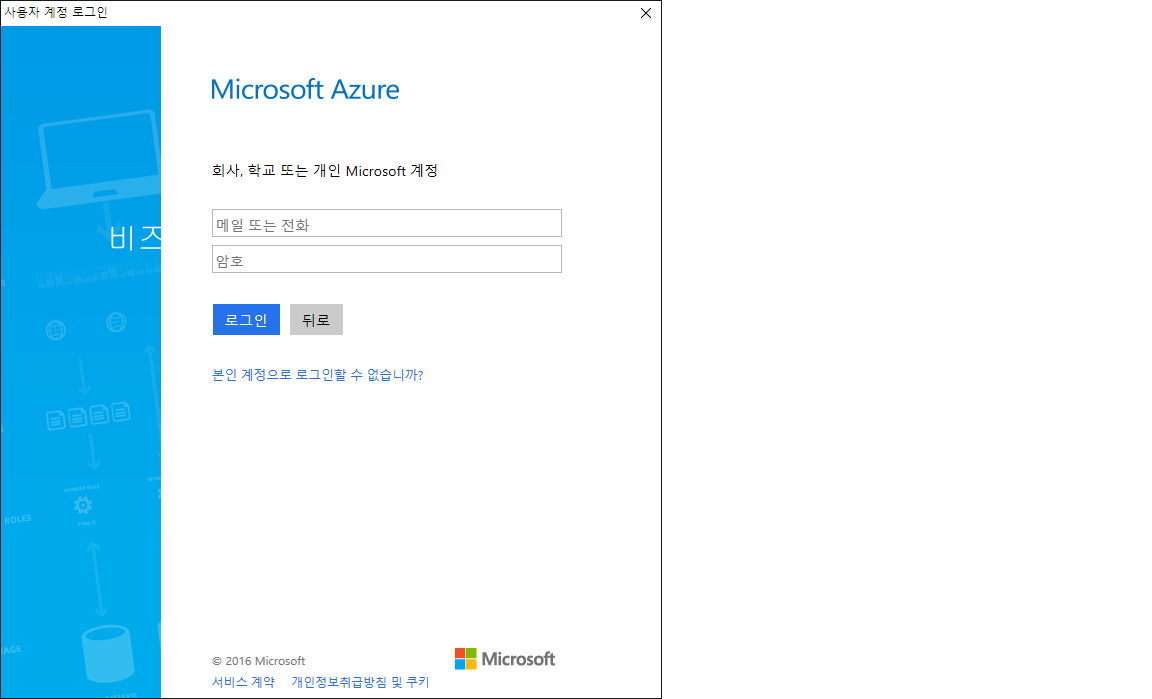 사용자 계정 로그인
Microsoft Azure
회사, 학교 또는 개인 Microsoft 계정
비즈
메일 또는 전화
암호
로그인 뒤로
본인 계정으로 로그인할 수 없습니까?
WORKER ROLE
ROLES
TYPE B
© 2016 Microsoft
Microsoft
서비스 계약 개인정보취급방침 및 쿠키